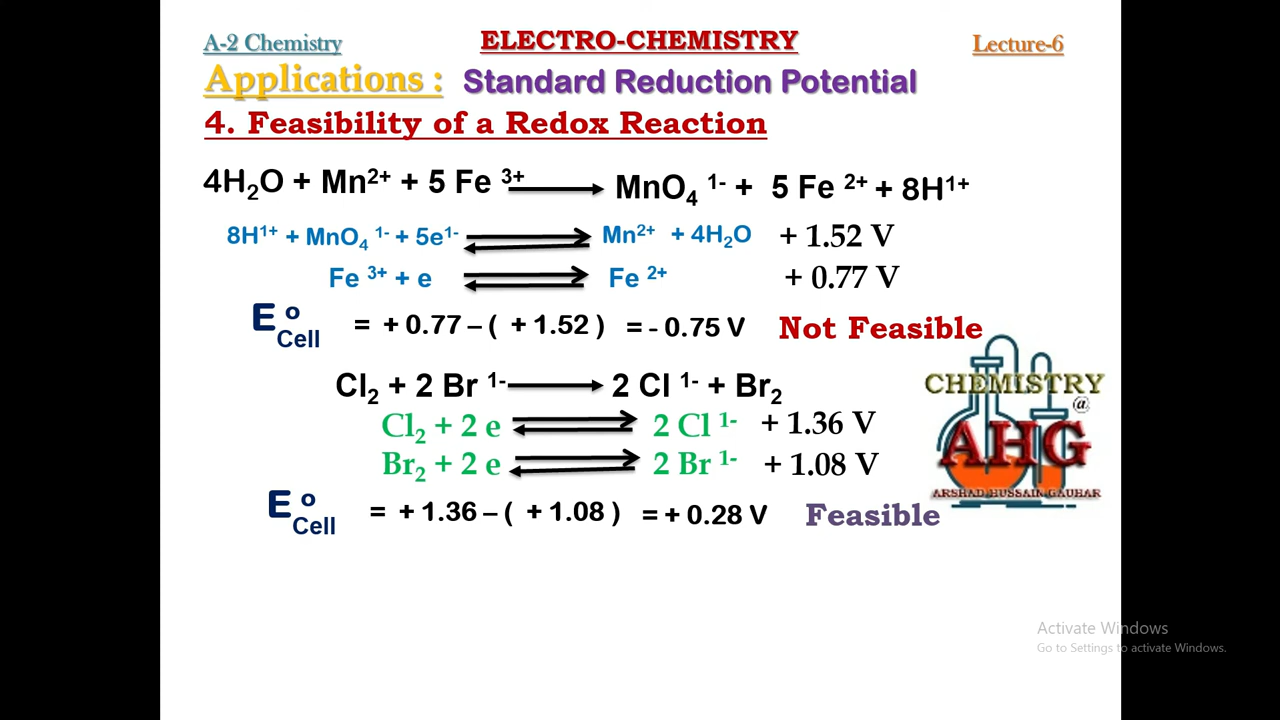 A-2 Chemistry ELECTRO-CHEMISTRY Lecture-6
Applications : Standard Reduction Potential
4. Feasibility of a Redox Reaction
4H₂O + Mn²⁺ + 5 Fe ³⁺ ⟶ MnO₄ ¹⁻ + 5 Fe ²⁺ + 8H¹⁺
8H¹⁺ + MnO₄ ¹⁻ + 5e¹⁻ ⇌ Mn²⁺ + 4H₂O + 1.52 V
Fe ³⁺ + e ⇌ Fe ²⁺ + 0.77 V
E° Cell = + 0.77 – ( + 1.52 ) = - 0.75 V Not Feasible
Cl₂ + 2 Br ¹⁻ ⟶ 2 Cl ¹⁻ + Br₂
Cl₂ + 2 e ⇌ 2 Cl ¹⁻ + 1.36 V
Br₂ + 2 e ⇌ 2 Br ¹⁻ + 1.08 V
E° Cell = + 1.36 – ( + 1.08 ) = + 0.28 V Feasible
CHEMISTRY
@
AHG
ARSHAD HUSSAIN GAUHAR
Activate Windows
Go to Settings to activate Windows.